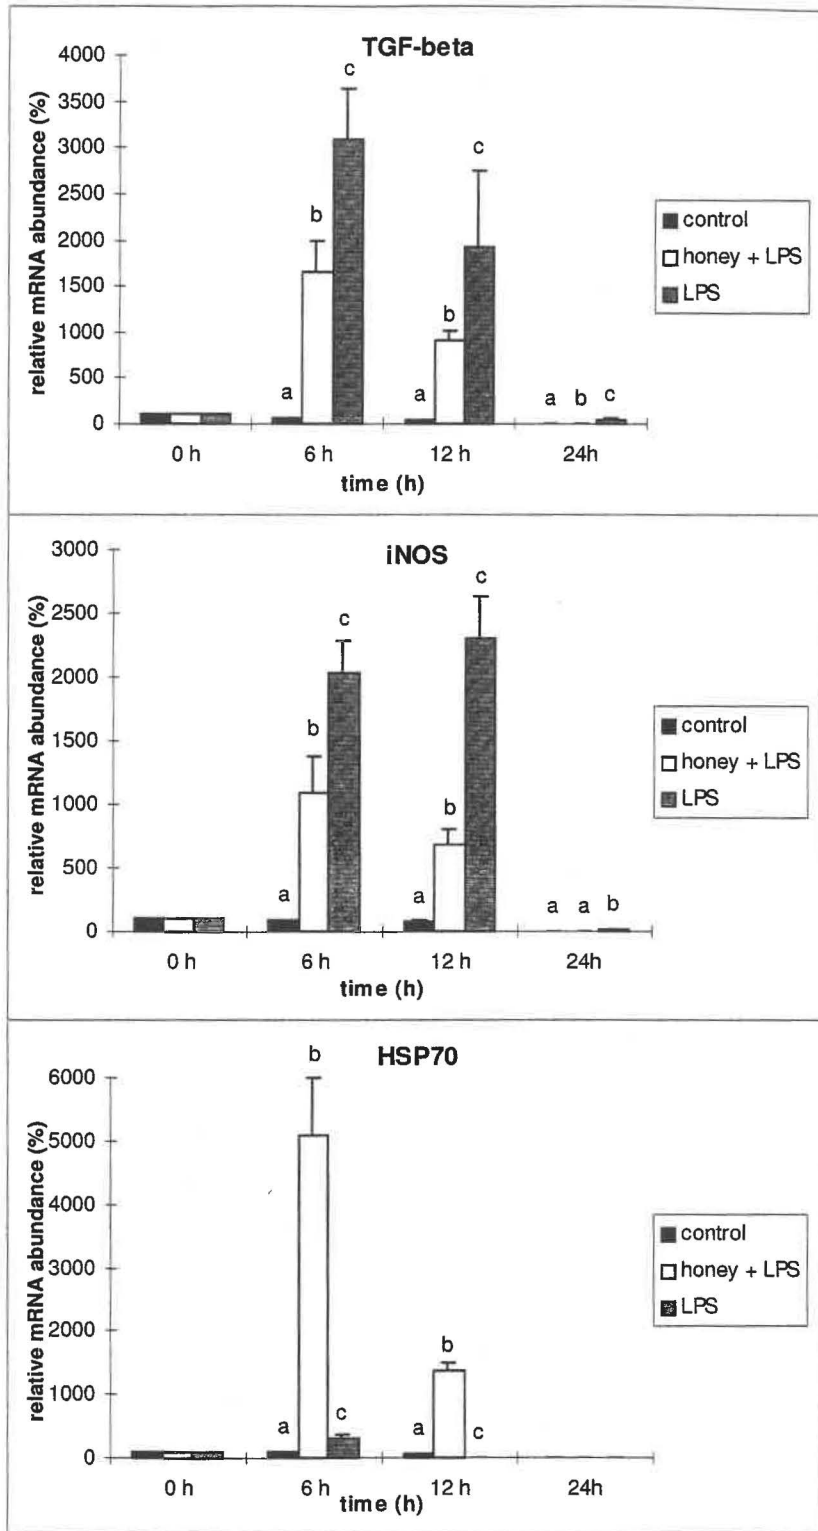 TGF-beta
relative mRNA abundance (%)
4000
3500
3000
2500
2000
1500
1000
500
0
c
b
a
c
b
a
a b c
0 h 6 h 12 h 24h
time (h)
control
honey + LPS
LPS
iNOS
relative mRNA abundance (%)
3000
2500
2000
1500
1000
500
0
c
b
a
c
b
a
a a b
0 h 6 h 12 h 24h
time (h)
control
honey + LPS
LPS
HSP70
relative mRNA abundance (%)
6000
5000
4000
3000
2000
1000
0
b
a
c
b
a
c
0 h 6 h 12 h 24h
time (h)
control
honey + LPS
LPS